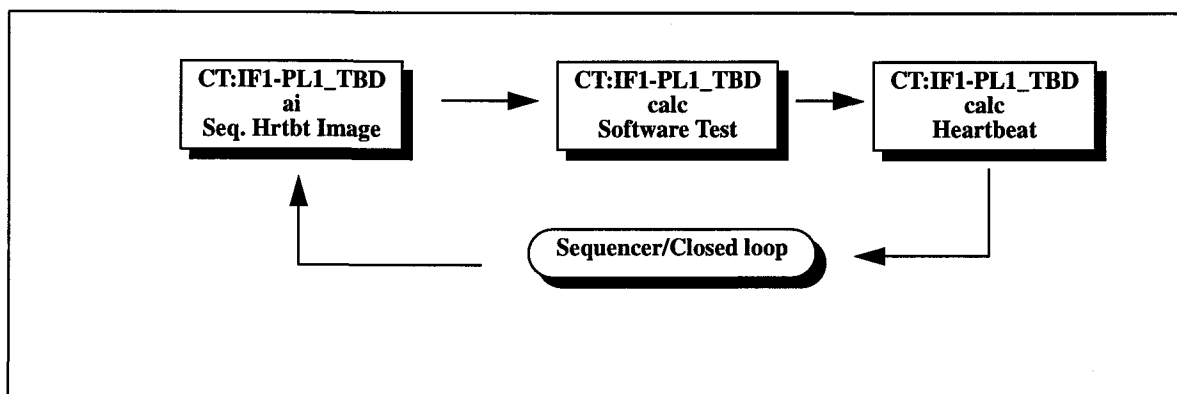 CT:IF1-PL1_TBD
ai
Seq. Hrtbt Image
CT:IF1-PL1_TBD
calc
Software Test
CT:IF1-PL1_TBD
calc
Heartbeat
Sequencer/Closed loop